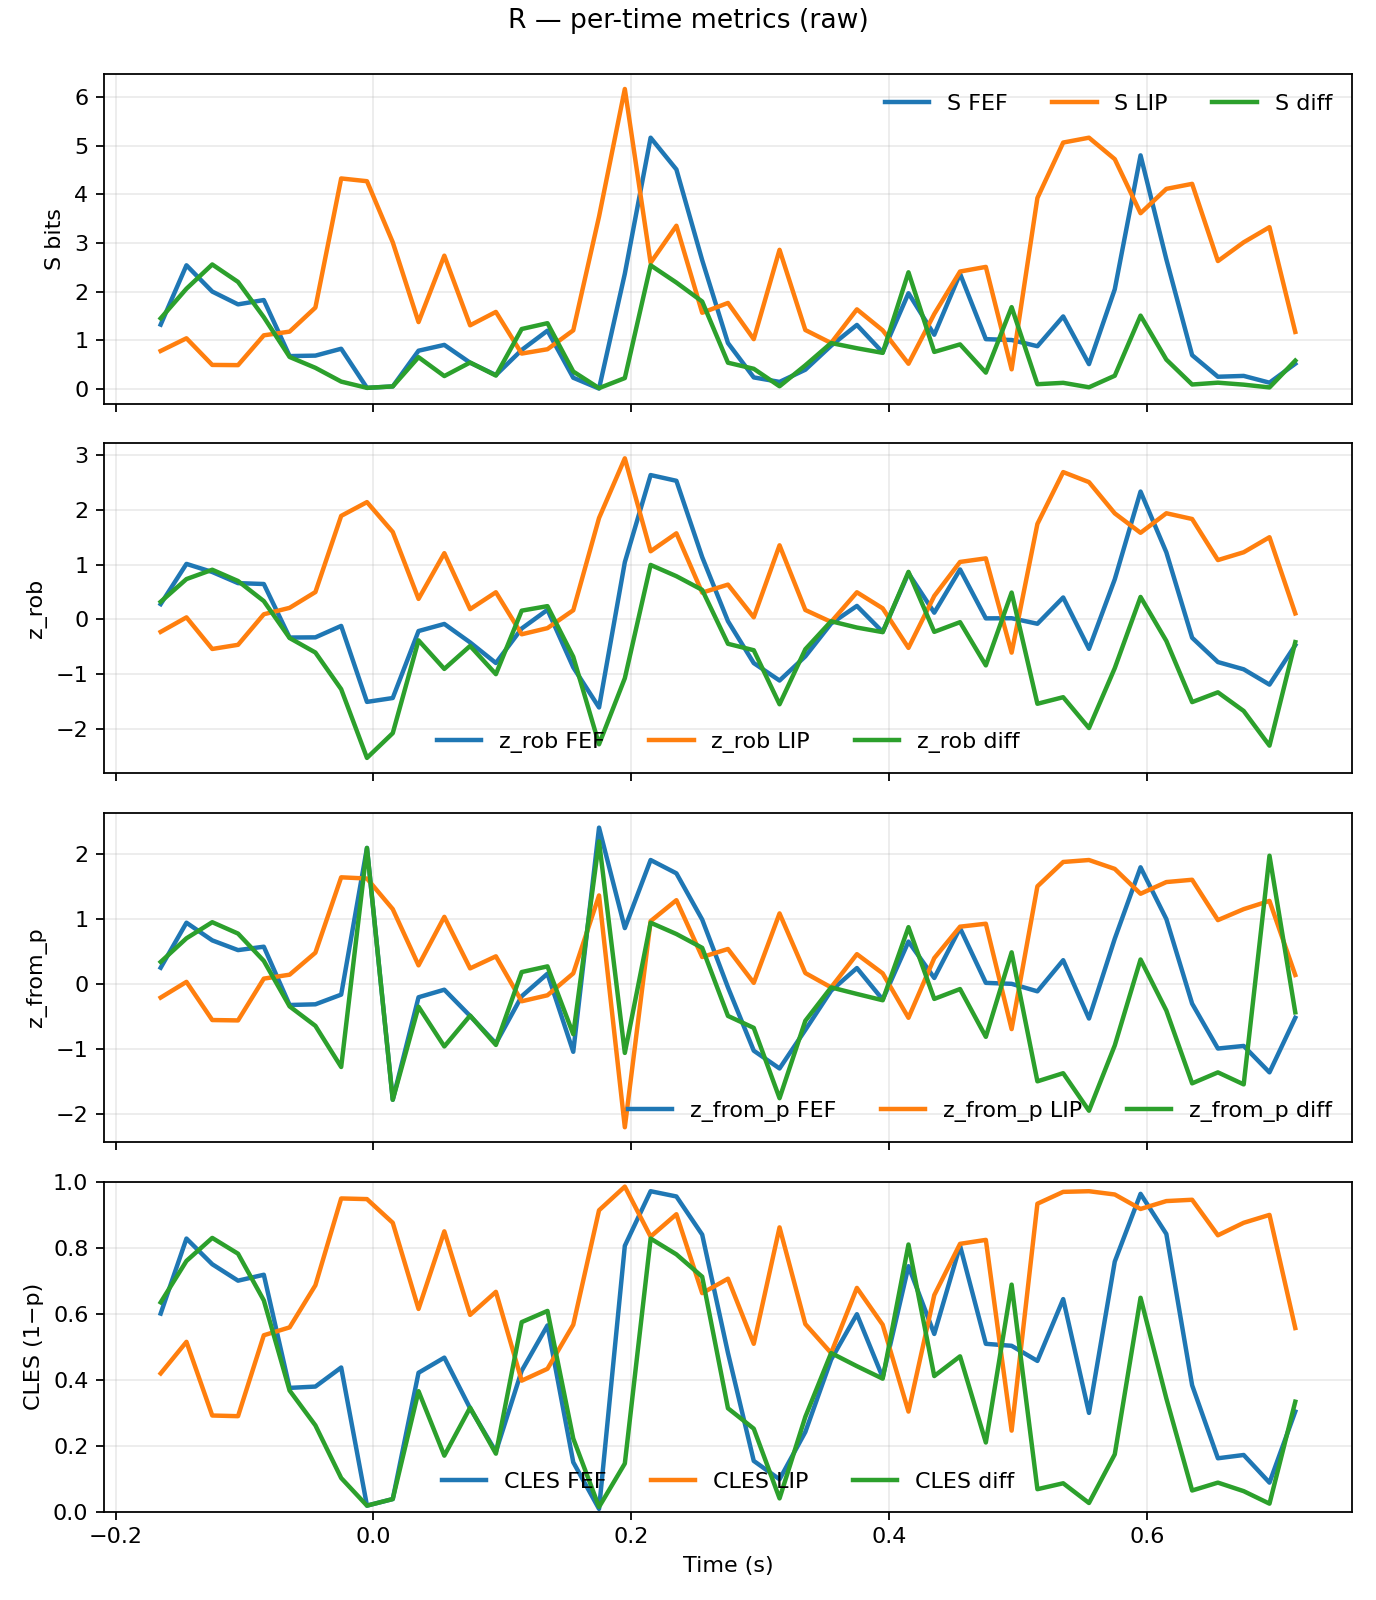 R — per-time metrics (raw)
S FEF S LIP S diff
6
5
4
3
2
1
0
S bits
3
2
1
0
−1
−2
z_rob
z_rob FEF z_rob LIP z_rob diff
2
1
0
−1
−2
z_from_p
z_from_p FEF z_from_p LIP z_from_p diff
1.0
0.8
0.6
0.4
0.2
0.0
CLES (1−p)
CLES FEF CLES LIP CLES diff
−0.2 0.0 0.2 0.4 0.6
Time (s)